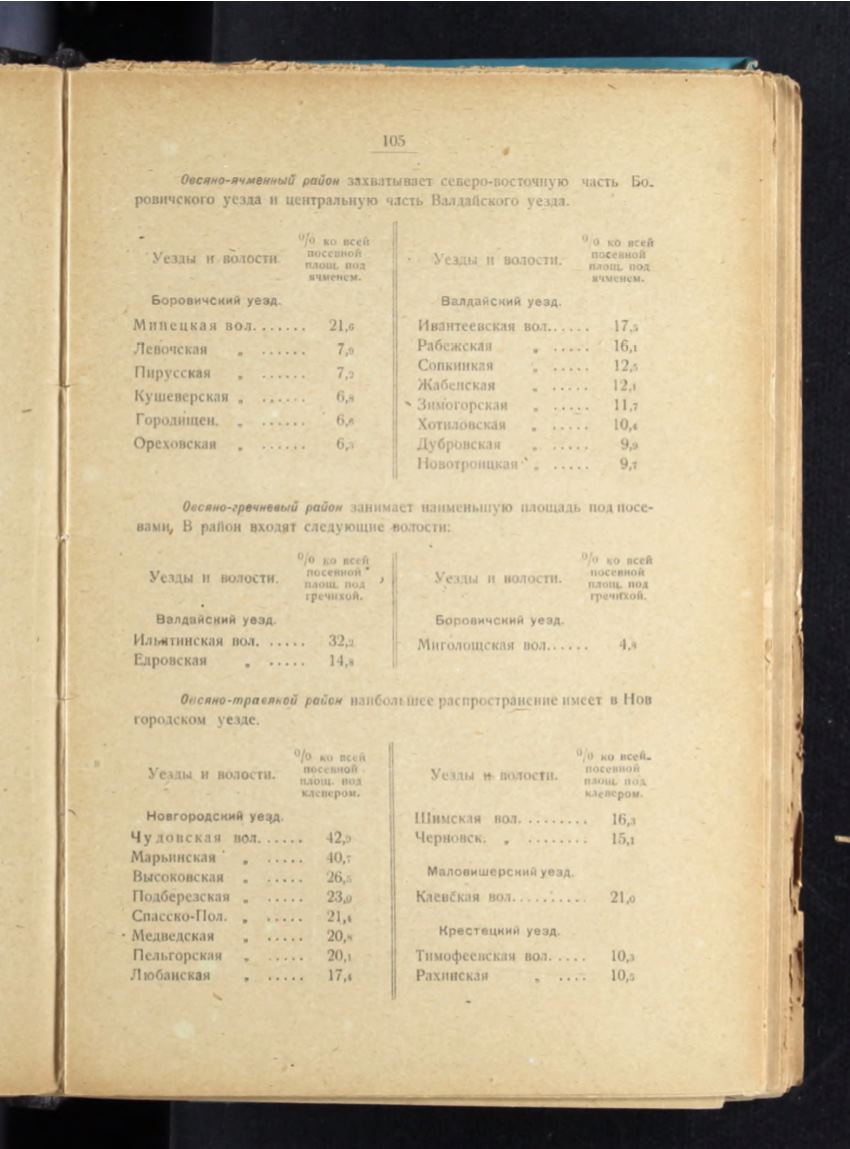 105
Овсяно-ячменный район захватывает северо-восточную часть Бо-
ровичского уезда и центральную часть Валдайского уезда.
Уезды и волости.
% ко всей
посевной
площ. под
ячменем.
Боровичский уезд.
Минецкая вол. . . . . . . 21,6
Левочская „ . . . . . . 7,9
Пирусская „ . . . . . . 7,2
Кушеверская „ . . . . . . 6,8
Городищен. „ . . . . . . 6,6
Ореховская „ . . . . . . 6,3
Уезды и волости.
% ко всей
посевной
площ. под
ячменем.
Валдайский уезд.
Ивантеевская вол. . . . . . 17,5
Рабежская „ . . . . . 16,1
Сопкинкая „ . . . . . 12,5
Жабенская „ . . . . . 12,1
Зимогорская „ . . . . . 11,7
Хотиловская „ . . . . . 10,4
Дубровская „ . . . . . 9,9
Новотроицкая „ . . . . . 9,7
Овсяно-гречневый район занимает наименьшую площадь под посе-
вами, В район входят следующие волости:
Уезды и волости.
% ко всей
посевной
площ. под
гречихой.
Валдайский уезд.
Ильятинская вол. . . . . . 32,2
Едровская „ . . . . . 14,8
Уезды и волости.
% ко всей
посевной
площ. под
гречихой.
Боровичский уезд.
Миголощская вол. . . . . . 4,8
Овсяно-травяной район наибольшее распространение имеет в Нов
городском уезде.
Уезды и волости.
% ко всей
посевной
площ. под
клевером.
Новгородский уезд.
Чудовская вол. . . . . . 42,9
Марьинская „ . . . . . 40,7
Высоковская „ . . . . . 26,5
Подберезская „ . . . . . 23,9
Спасско-Пол. „ . . . . . 21,4
Медведская „ . . . . . 20,8
Пельгорская „ . . . . . 20,1
Любанская „ . . . . . 17,4
Уезды и волости.
% ко всей
посевной
площ. под
клевером.
Шимская вол. . . . . . . . . 16,3
Черновск. „ . . . . . . . . 15,1
Маловишерский уезд.
Клевская вол. . . . . . . . . 21,0
Крестецкий уезд.
Тимофеевская вол. . . . . 10,3
Рахинская „ . . . . 10,5